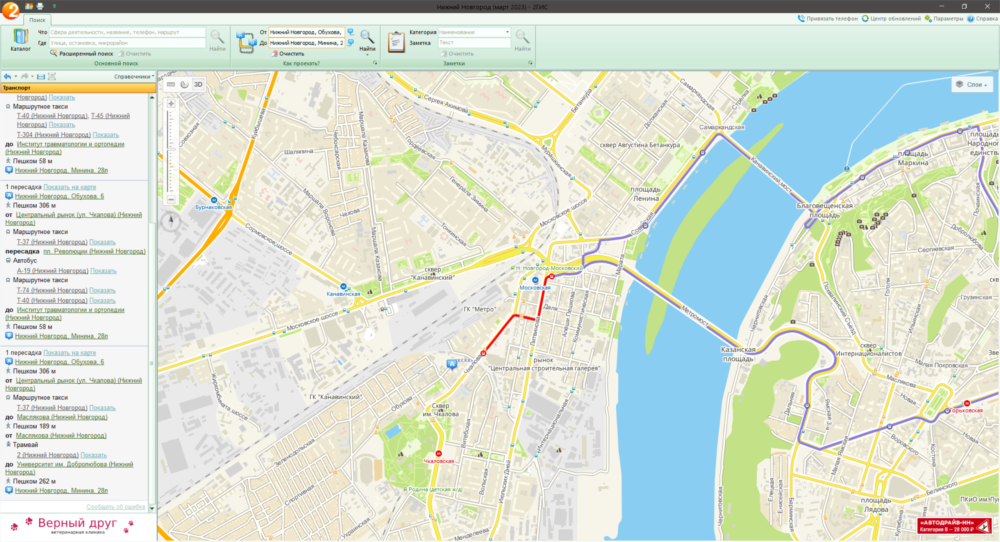 Нижний Новгород (март 2023) - 2ГИС
Поиск
Привязать телефон
Центр обновлений
Параметры
Справка
Каталог
Что
Сфера деятельности, название, телефон, маршрут
Где
Улица, остановка, микрорайон
Расширенный поиск
Очистить
Найти
Основной поиск
От
Нижний Новгород, Обухова,
До
Нижний Новгород, Минина, 2
Очистить
Найти
Как проехать?
Категория
Наименование
Заметка
Текст
Очистить
Найти
Заметки
Справочники
Транспорт
Новгород) Показать
Маршрутное такси
Т-40 (Нижний Новгород), Т-45 (Нижний
Новгород) Показать
Т-304 (Нижний Новгород) Показать
до Институт травматологии и ортопедии
(Нижний Новгород)
Пешком 58 м
B Нижний Новгород, Минина, 28л
1 пересадка Показать на карте
A Нижний Новгород, Обухова, 6
Пешком 306 м
от Центральный рынок (ул. Чкалова) (Нижний
Новгород)
Маршрутное такси
Т-37 (Нижний Новгород) Показать
пересадка пл. Революции (Нижний Новгород)
Автобус
А-19 (Нижний Новгород) Показать
Маршрутное такси
Т-74 (Нижний Новгород) Показать
Т-40 (Нижний Новгород) Показать
до Институт травматологии и ортопедии
(Нижний Новгород)
Пешком 58 м
B Нижний Новгород, Минина, 28л
1 пересадка Показать на карте
A Нижний Новгород, Обухова, 6
Пешком 306 м
от Центральный рынок (ул. Чкалова) (Нижний
Новгород)
Маршрутное такси
Т-37 (Нижний Новгород) Показать
до Маслякова (Нижний Новгород)
Пешком 189 м
от Маслякова (Нижний Новгород)
Трамвай
2 (Нижний Новгород) Показать
до Университет им. Добролюбова (Нижний
Новгород)
Пешком 262 м
B Нижний Новгород, Минина, 28л
Сообщить об ошибке
Верный друг
ветеринарная клиника
3D
Слои
Куйбышева
Сергея Акимова
Бетанкура
Самаркандская
Стрелка
Должанская
Самаркандская
Маршала Казакова
Чебоксарская
Шаляпина
Гордеевская
Мурашкинская
сквер Августина Бетанкура
Канавинский мост
площадь
Маркина
площадь
Народног
единства
Почаинская
Бурнаковская
Маршала Воронова
Чехова
Генерала Зимина
Тонкинская
Московское шоссе
площадь
Ленина
Советская
Благовещенская
площадь
Добролюбова
Сергиевская
Сормовское шоссе
Маршала Казакова
сквер
"Канавинский"
Н. Новгород-Московский
Марата
Московская
Канавинская
Московское шоссе
ГК "Метро"
Даля
Алёши Пешкова
Коммунистическая
Литвинова
Метромост
Черниговская
Похвалинский Съезд
Гоголя
Ильинская
Грузинская
скв
Казанская
площадь
сквер
Интернационалистов
Малая Покровская
Зве
Маслякова
Новая
A
рынок
"Центральная строительная галерея"
Чкалова
Жиркомбината шоссе
ГК "Канавинский"
Обухова
Сквер
им. Чкалова
Витебская
Интернациональная
Дальняя
Ямская 3-я
Горьковская
Воровского
Новая
Костина
Малая Ямская
Зеленодольская
Чкаловская
Родина (детская ж/д)
Вольская
Июльских Дней
Спортивная
Украинская
Менделеева
Черниговская
Елецкая
Енисейская
Барминская
Белинского
площадь
Лядова
ПКиО им.Пу
Кулибина
«АВТОДРАЙВ-НН»
Категория В — 28 000 ₽